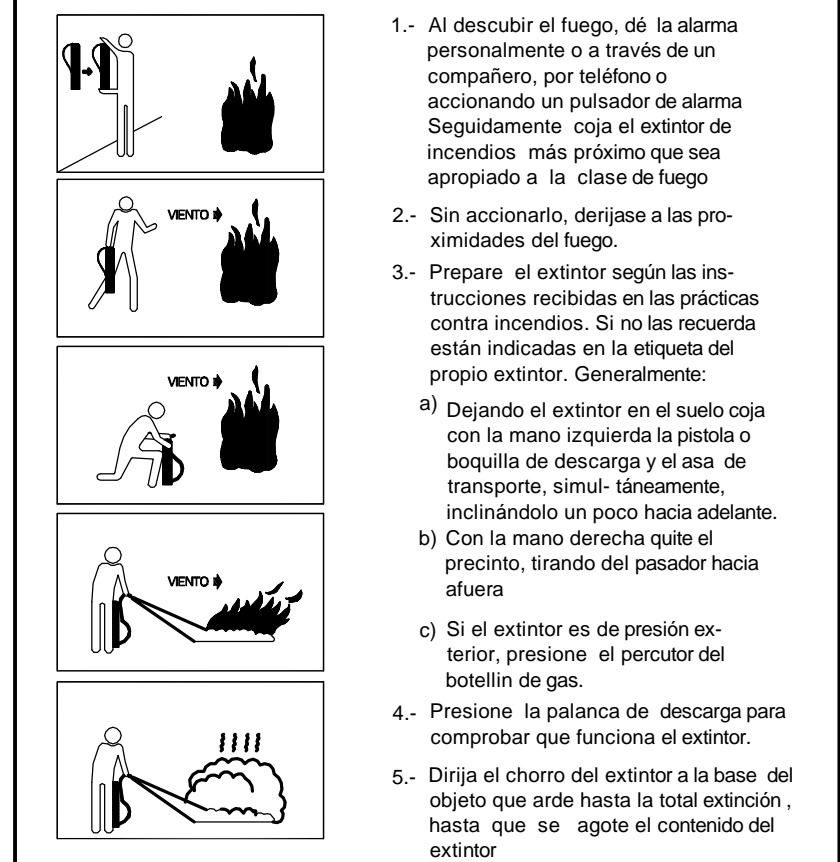 VIENTO
VIENTO
VIENTO
1.- Al descubir el fuego, dé la alarma
personalmente o a través de un
compañero, por teléfono o
accionando un pulsador de alarma
Seguidamente coja el extintor de
incendios más próximo que sea
apropiado a la clase de fuego
2.- Sin accionarlo, derijase a las pro-
ximidades del fuego.
3.- Prepare el extintor según las ins-
trucciones recibidas en las prácticas
contra incendios. Si no las recuerda
están indicadas en la etiqueta del
propio extintor. Generalmente:
a) Dejando el extintor en el suelo coja
con la mano izquierda la pistola o
boquilla de descarga y el asa de
transporte, simul- táneamente,
inclinándolo un poco hacia adelante.
b) Con la mano derecha quite el
precinto, tirando del pasador hacia
afuera
c) Si el extintor es de presión ex-
terior, presione el percutor del
botellin de gas.
4.- Presione la palanca de descarga para
comprobar que funciona el extintor.
5.- Dirija el chorro del extintor a la base del
objeto que arde hasta la total extinción ,
hasta que se agote el contenido del
extintor